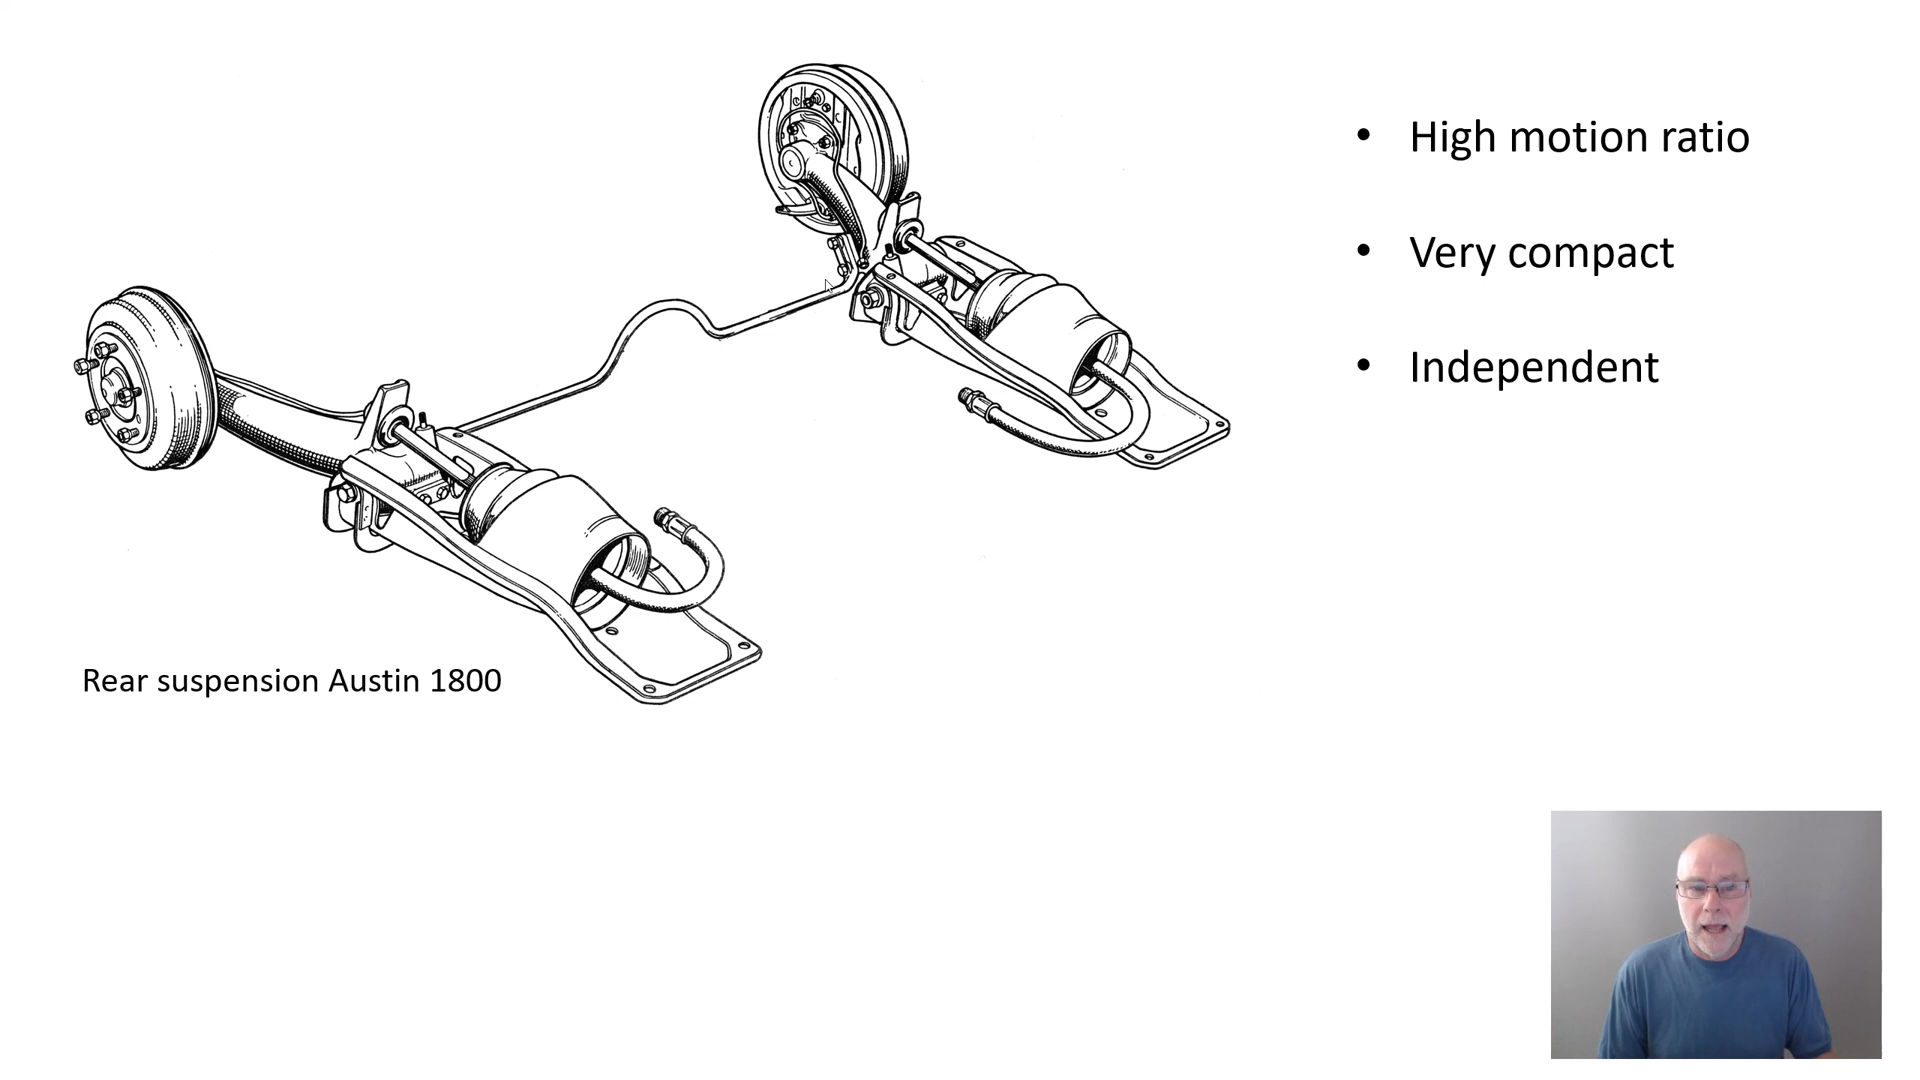 • High motion ratio
• Very compact
• Independent
Rear suspension Austin 1800